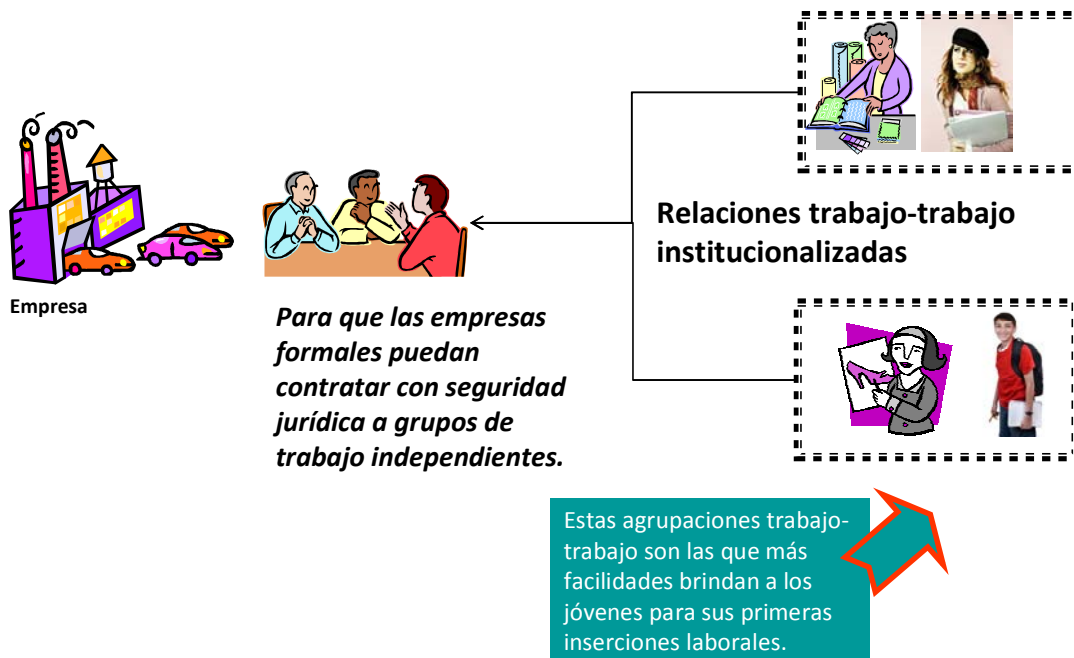 Empresa
Para que las empresas
formales puedan
contratar con seguridad
jurídica a grupos de
trabajo independientes.
Relaciones trabajo-trabajo
institucionalizadas
Estas agrupaciones trabajo-
trabajo son las que más
facilidades brindan a los
jóvenes para sus primeras
inserciones laborales.